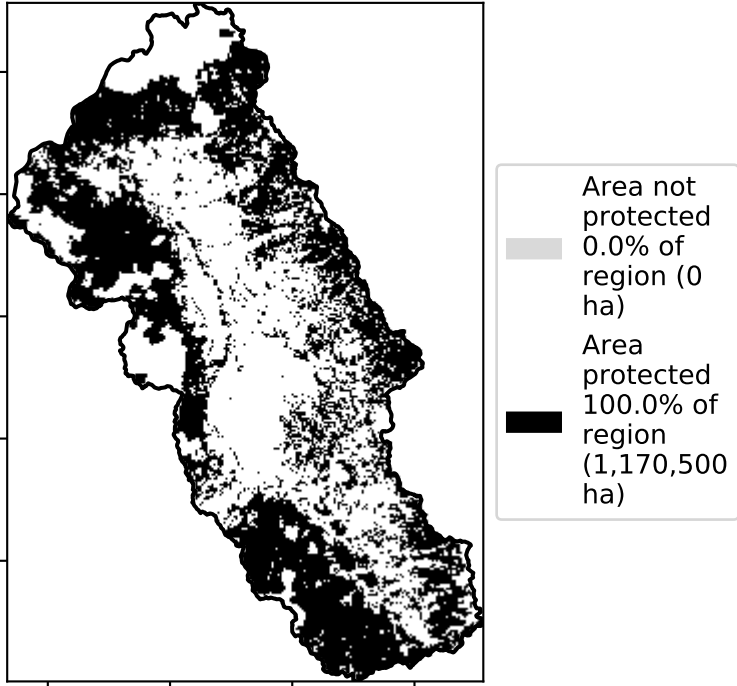 Area not
protected
0.0% of
region (0
ha)
Area
protected
100.0% of
region
(1,170,500
ha)